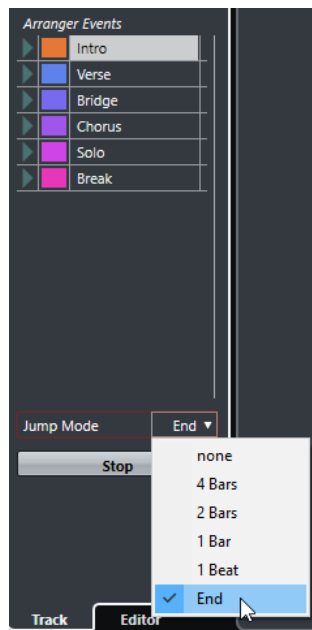 Arranger Events
Intro
Verse
Bridge
Chorus
Solo
Break
Jump Mode End
Stop
none
4 Bars
2 Bars
1 Bar
1 Beat
End
Track Editor